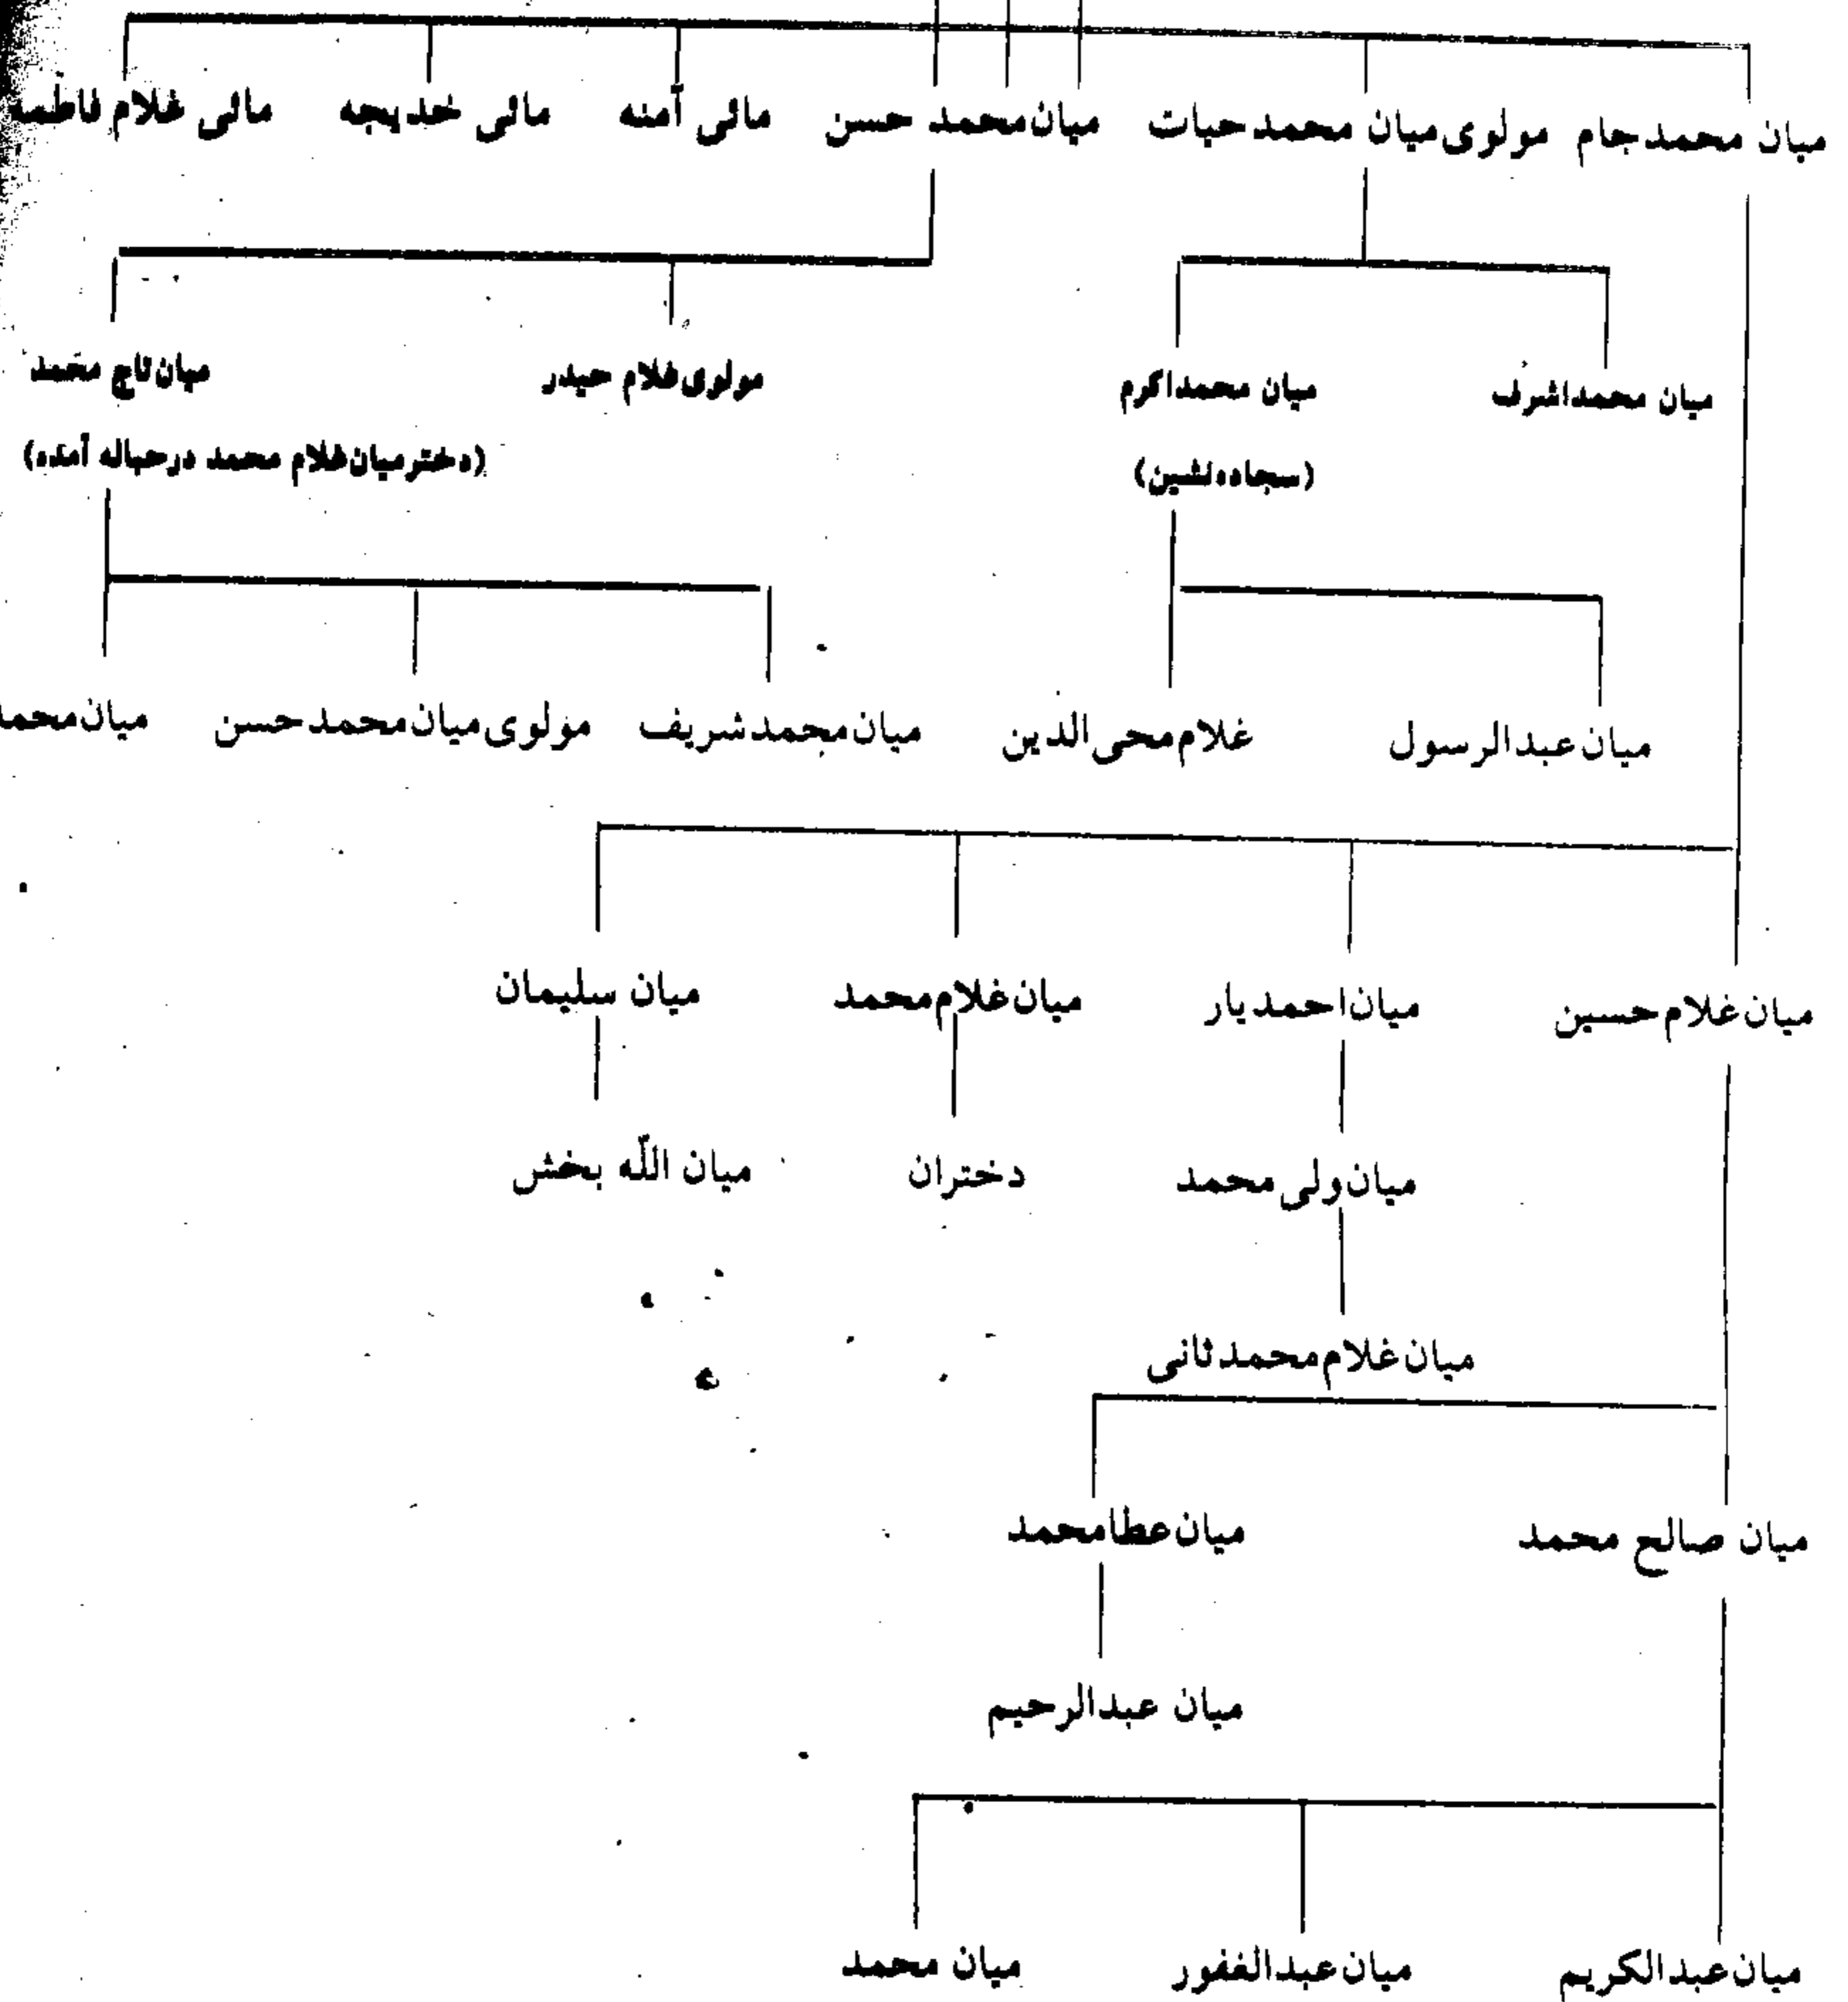 میان محمد جام مولوی میان محمد حیات میان محمد حسن مائی آمنه مائی خدیجه مائی غلام فاطمه
میان محمد اشرف میان محمد اکرم مولوی غلام حیدر میان تاج محمد
(سجاده نشین) (دختر میان غلام محمد در حباله آمده)
میان عبدالرسول غلام محی الدین میان محمد شریف مولوی میان محمد حسن میان
میان غلام حسین میان احمد یار میان غلام محمد میان سلیمان
میان ولی محمد دختران میان اللّه بخش
میان غلام محمد ثانی
میان صالح محمد میان عطا محمد
میان عبدالرحیم
میان عبدالکریم میان عبدالغفور میان محمد